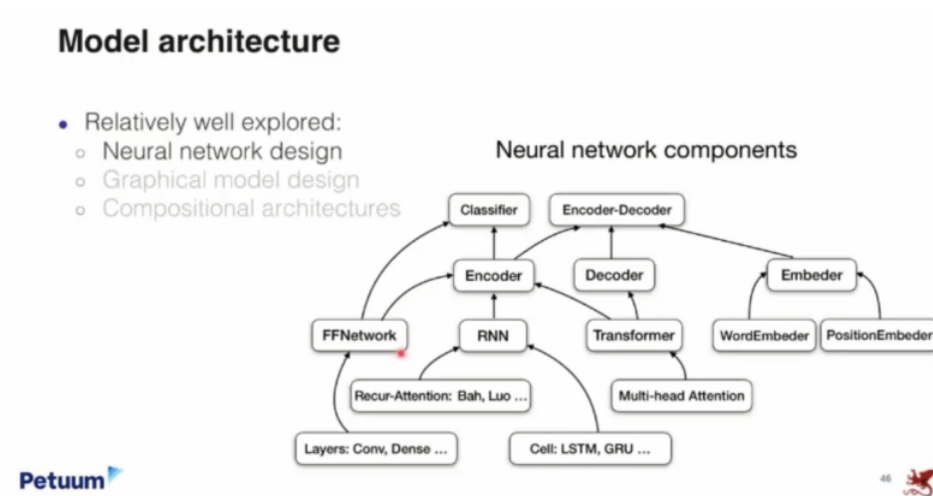 Model architecture
Relatively well explored:
Neural network design
Graphical model design
Compositional architectures
Neural network components
Classifier
Encoder-Decoder
Encoder
Decoder
Embeder
FFNetwork
RNN
Transformer
WordEmbeder
PositionEmbeder
Recur-Attention: Bah, Luo ...
Multi-head Attention
Layers: Conv, Dense ...
Cell: LSTM, GRU ...
Petuum
46